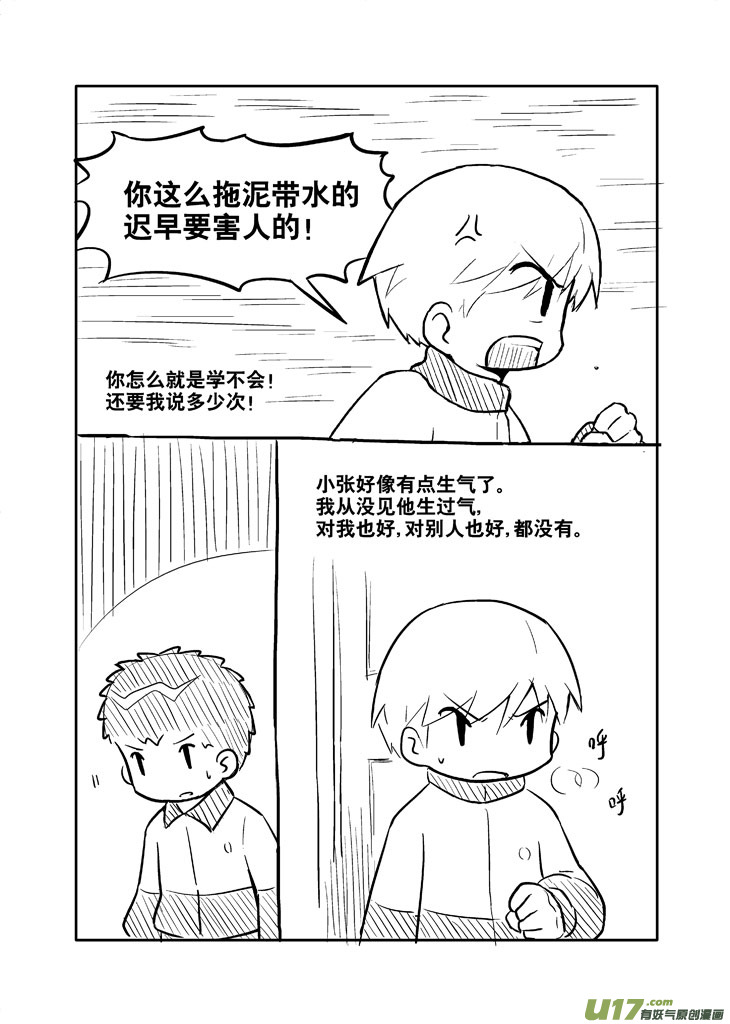 你这么拖泥带水的
迟早要害人的！
你怎么就是学不会！
还要我说多少次！
小张好像有点生气了。
我从没见他生过气，
对我也好，对别人也好，都没有。
呼
呼
U17.com
有妖气原创漫画